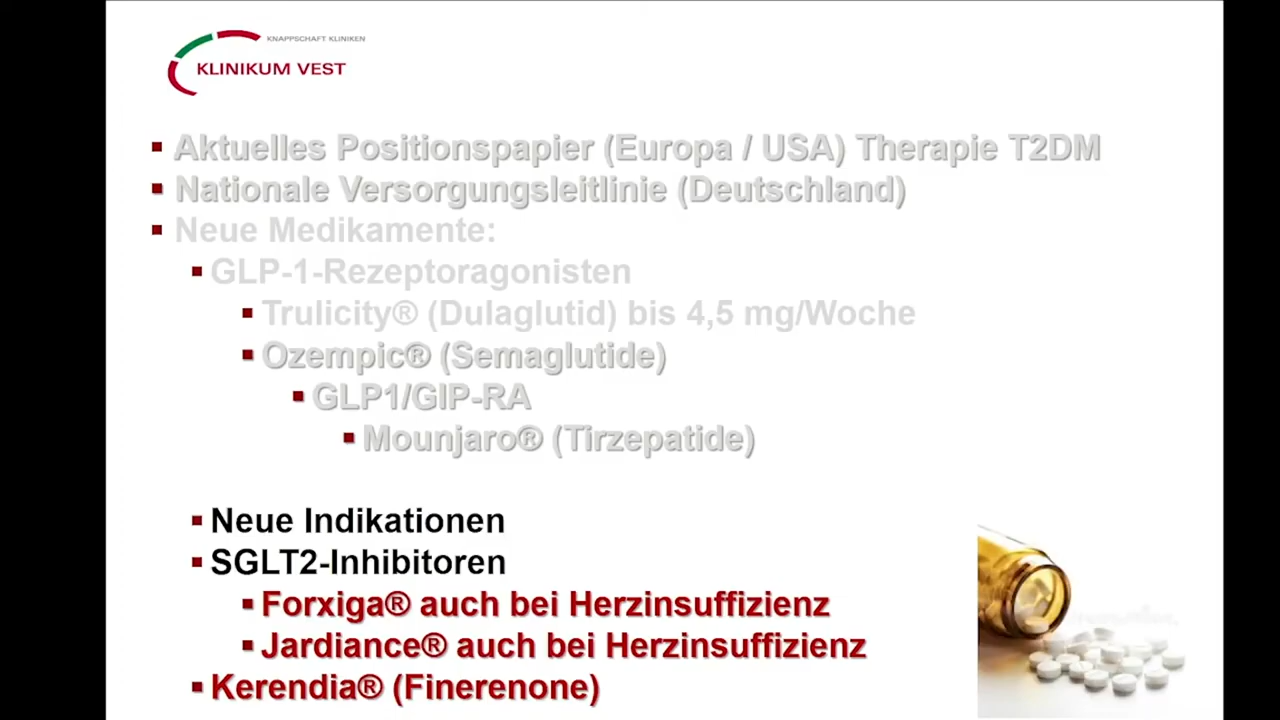 KNAPPSCHAFT KLINIKEN
KLINIKUM VEST
Aktuelles Positionspapier (Europa / USA) Therapie T2DM
Nationale Versorgungsleitlinie (Deutschland)
Neue Medikamente:
GLP-1-Rezeptoragonisten
Trulicity® (Dulaglutid) bis 4,5 mg/Woche
Ozempic® (Semaglutide)
GLP1/GIP-RA
Mounjaro® (Tirzepatide)
Neue Indikationen
SGLT2-Inhibitoren
Forxiga® auch bei Herzinsuffizienz
Jardiance® auch bei Herzinsuffizienz
Kerendia® (Finerenone)